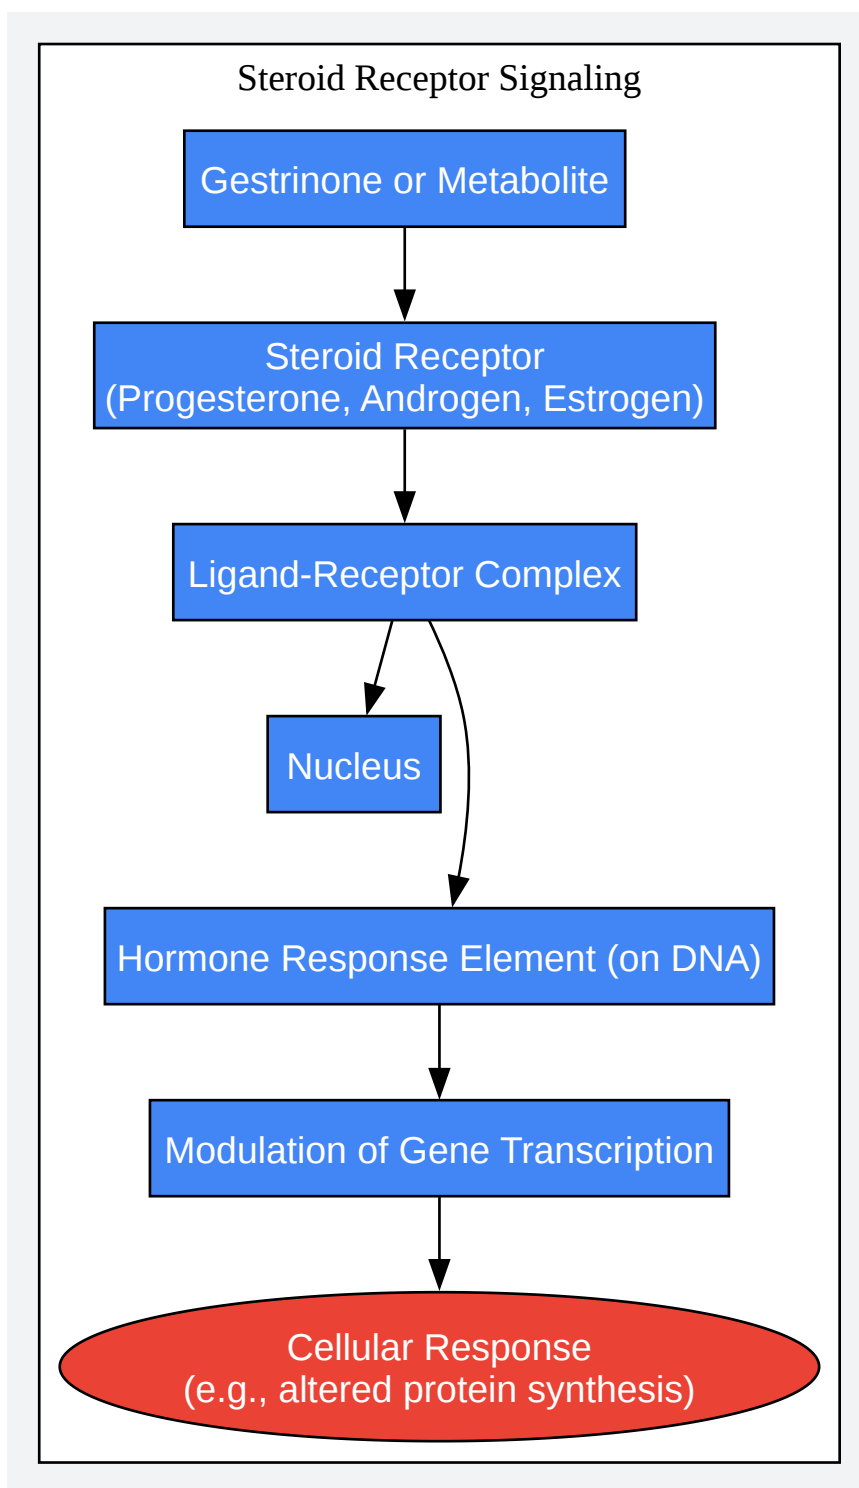 Steroid Receptor Signaling
Gestrinone or Metabolite
Steroid Receptor
(Progesterone, Androgen, Estrogen)
Ligand-Receptor Complex
Nucleus
Hormone Response Element (on DNA)
Modulation of Gene Transcription
Cellular Response
(e.g., altered protein synthesis)